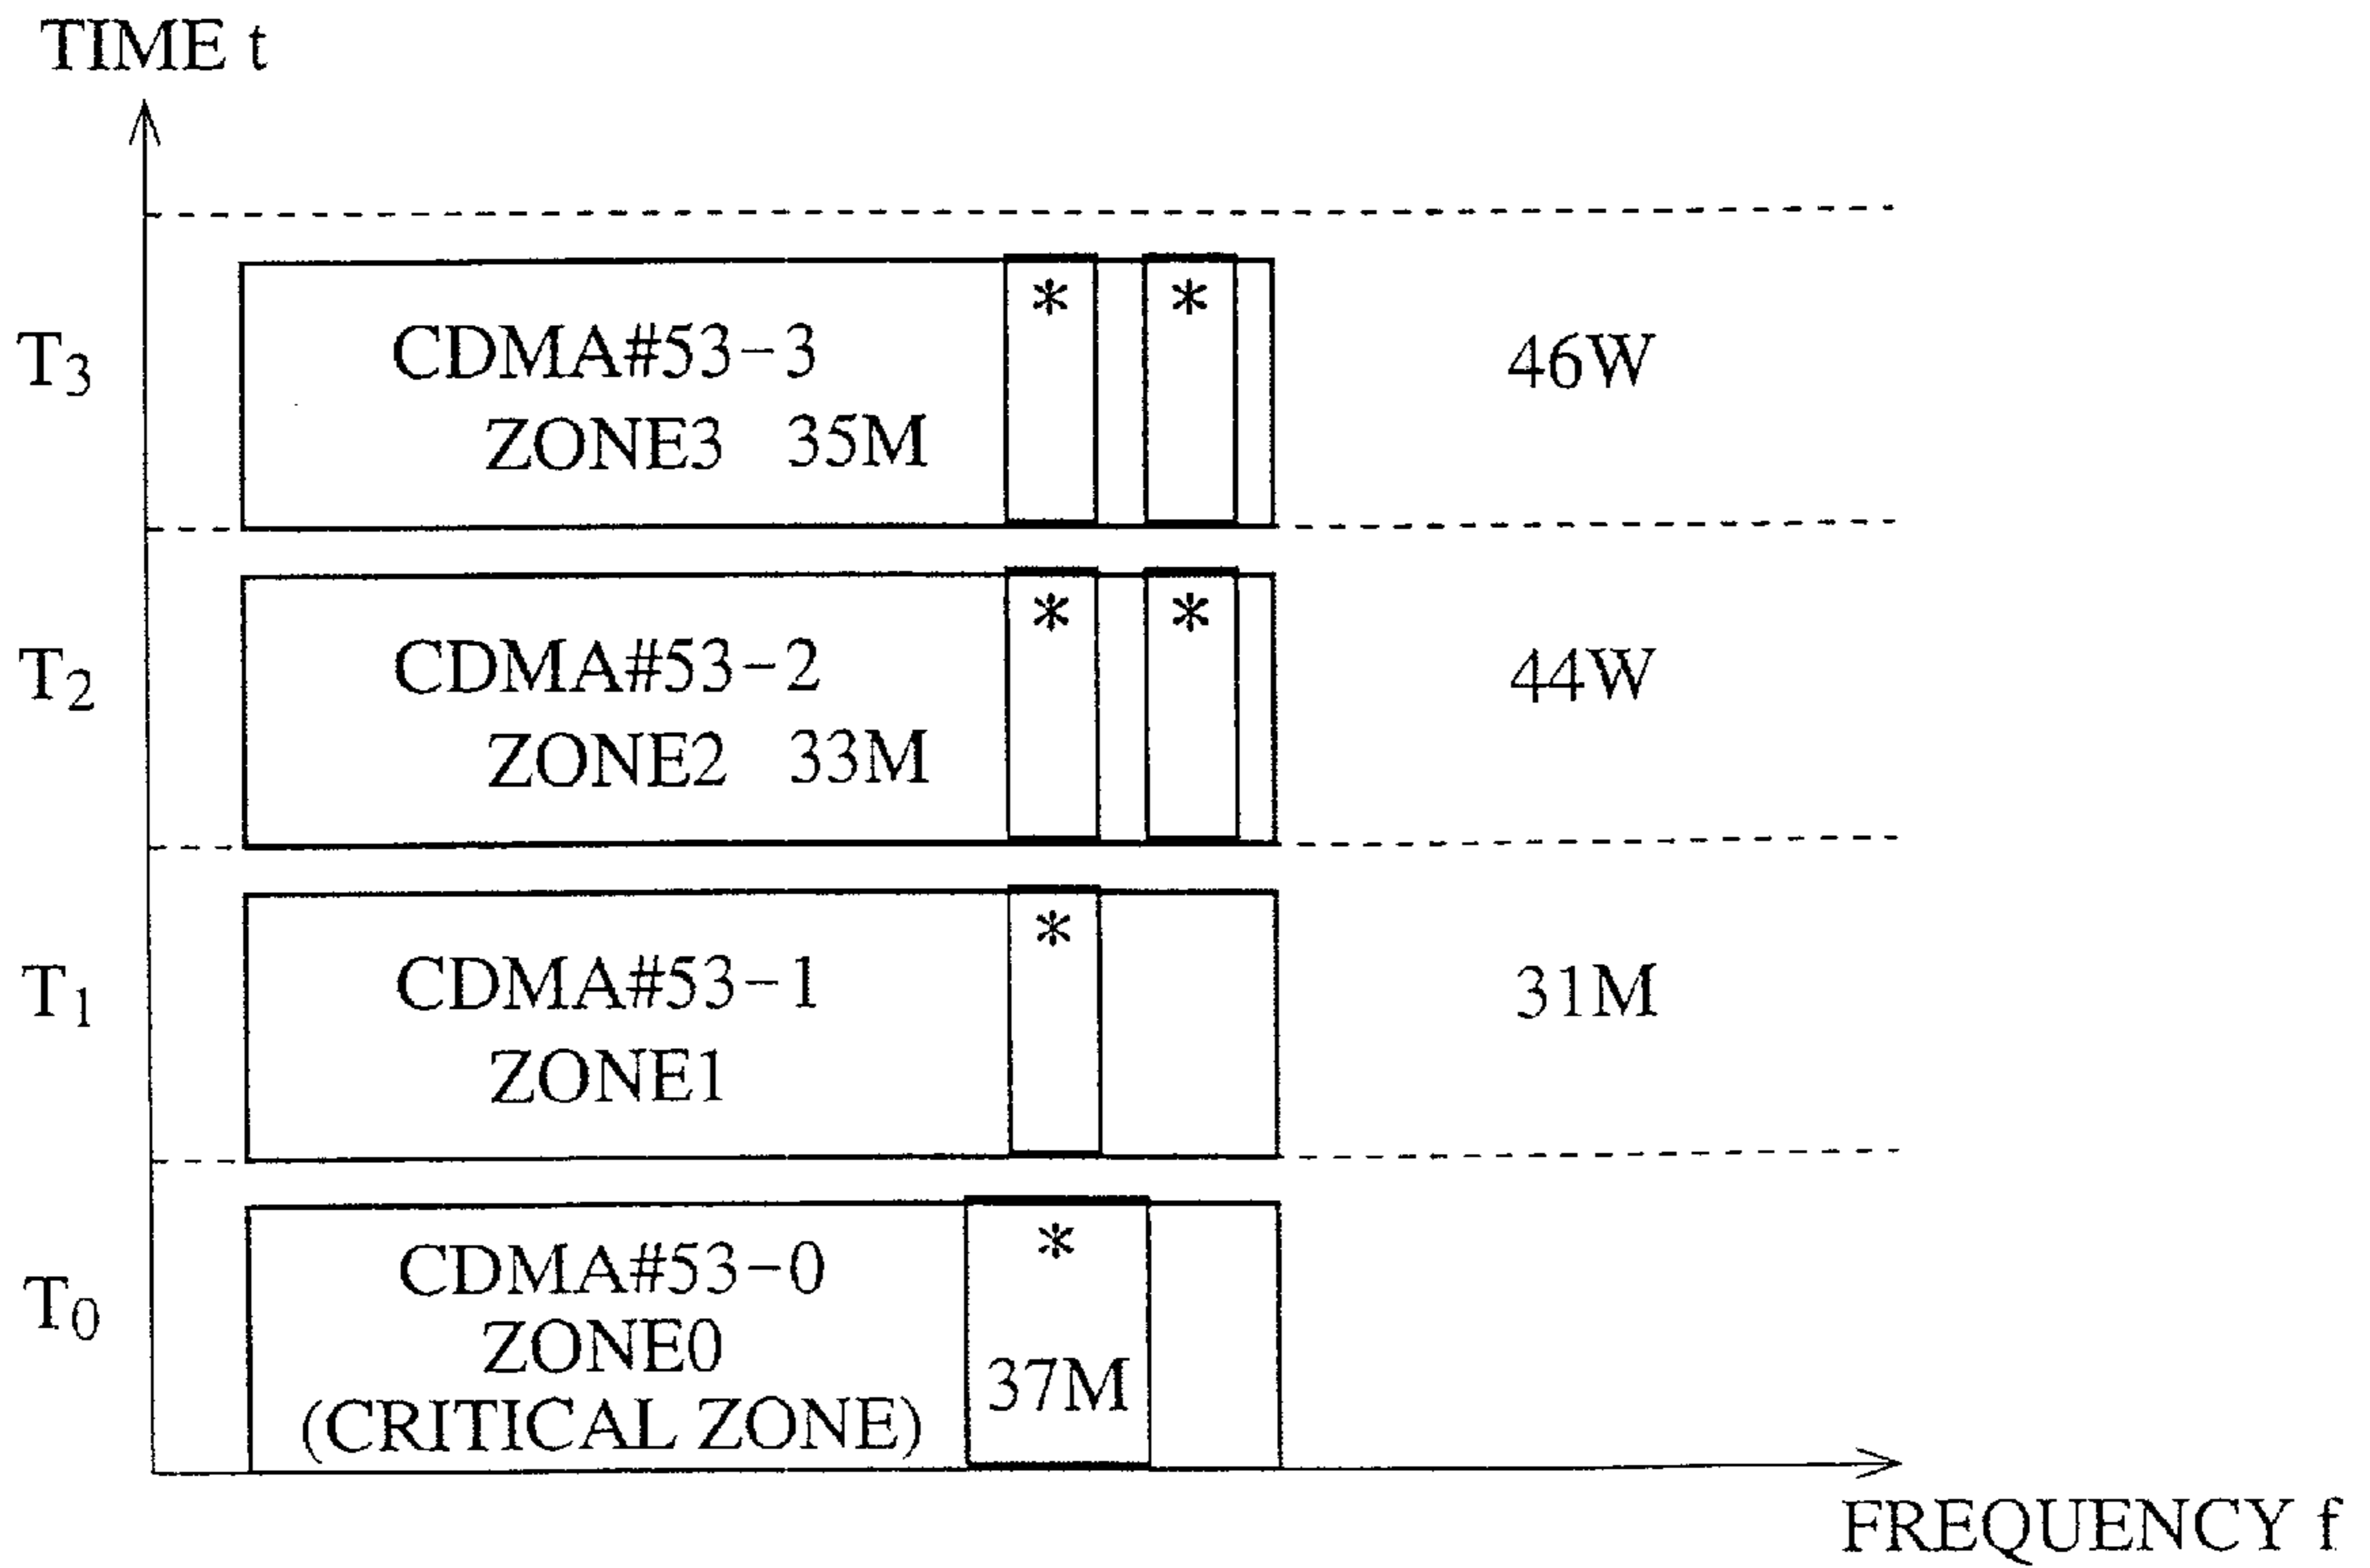 TIME t
* *
T3 CDMA#53-3 46W
ZONE3 35M
* *
T2 CDMA#53-2 44W
ZONE2 33M
*
T1 CDMA#53-1 31M
ZONE1
*
CDMA#53-0
T0 ZONE0
37M
(CRITICAL ZONE)
FREQUENCY f